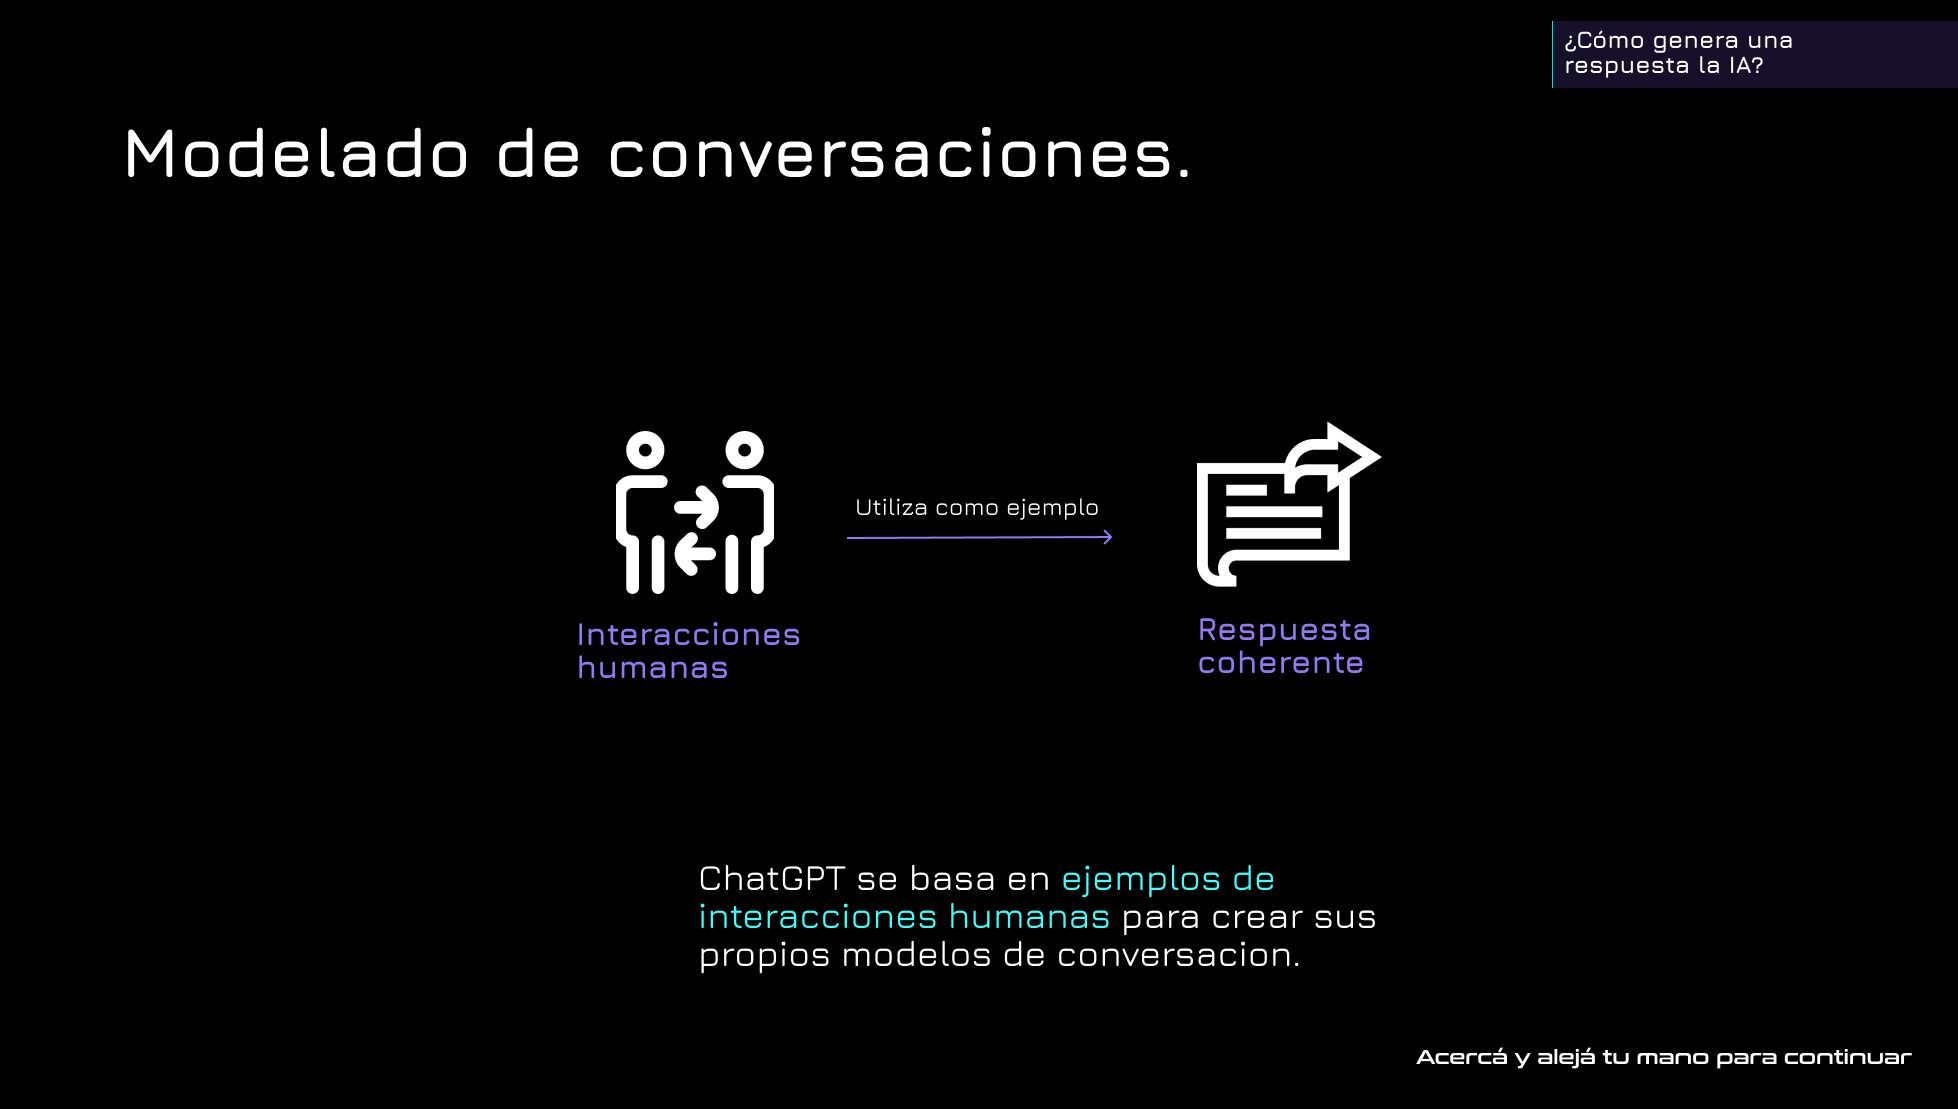 ¿Cómo genera una
respuesta la IA?
Modelado de conversaciones.
Utiliza como ejemplo
Interacciones
humanas
Respuesta
coherente
ChatGPT se basa en ejemplos de
interacciones humanas para crear sus
propios modelos de conversacion.
Acercá y alejá tu mano para continuar